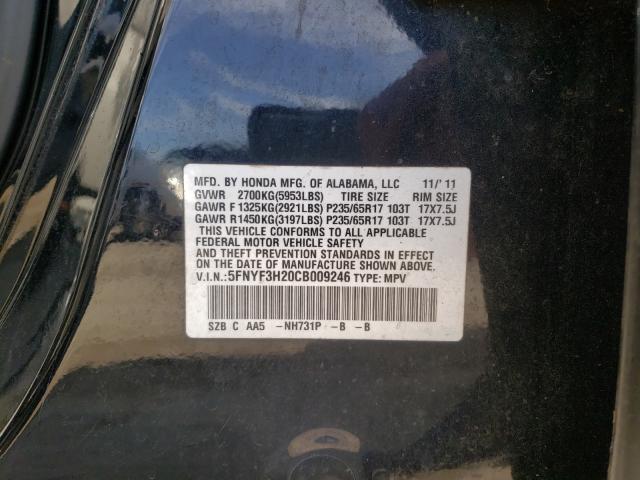 MFD. BY HONDA MFG. OF ALABAMA, LLC 11/'11
GVWR 2700KG(5953LBS) TIRE SIZE RIM SIZE
GAWR F 1325KG(2921LBS) P235/65R17 103T 17X7.5J
GAWR R1450KG(3197LBS) P235/65R17 103T 17X7.5J
THIS VEHICLE CONFORMS TO ALL APPLICABLE
FEDERAL MOTOR VEHICLE SAFETY
AND THEFT PREVENTION STANDARDS IN EFFECT
ON THE DATE OF MANUFACTURE SHOWN ABOVE.
V.I.N.: 5FNYF3H20CB009246 TYPE: MPV
SZB C AA5 -NH731P -B -B